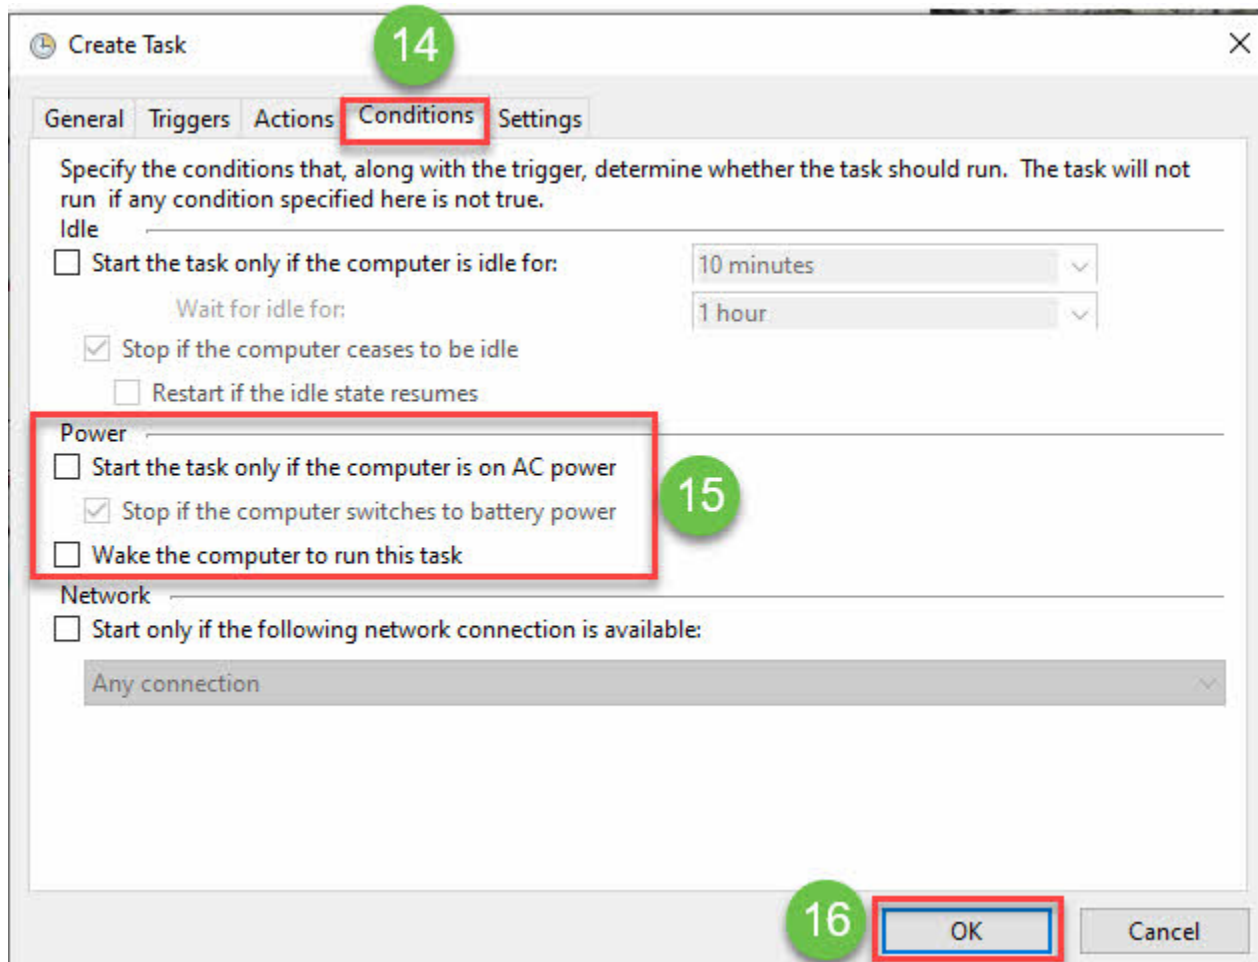 Create Task
14
General Triggers Actions Conditions Settings
Specify the conditions that, along with the trigger, determine whether the task should run.  The task will not
run  if any condition specified here is not true.
Idle
Start the task only if the computer is idle for: 10 minutes
Wait for idle for: 1 hour
Stop if the computer ceases to be idle
Restart if the idle state resumes
Power
Start the task only if the computer is on AC power
15
Stop if the computer switches to battery power
Wake the computer to run this task
Network
Start only if the following network connection is available:
Any connection
16
OK Cancel